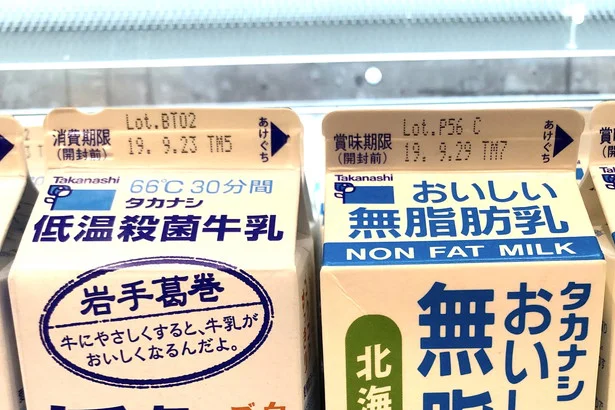 Lot.BT02
消費期限
(開封前)
19. 9.23 TM5
あけぐち
Takanashi
66℃30分間
タカナシ
低温殺菌牛乳
岩手葛巻
牛にやさしくすると、牛乳が
おいしくなるんだよ。
Lot.P56 C
賞味期限
(開封前)
19. 9.29 TM7
あけぐち
Takanashi
おいしい
無脂肪乳
NON FAT MILK
タカナシ
おいし
無脂
北海